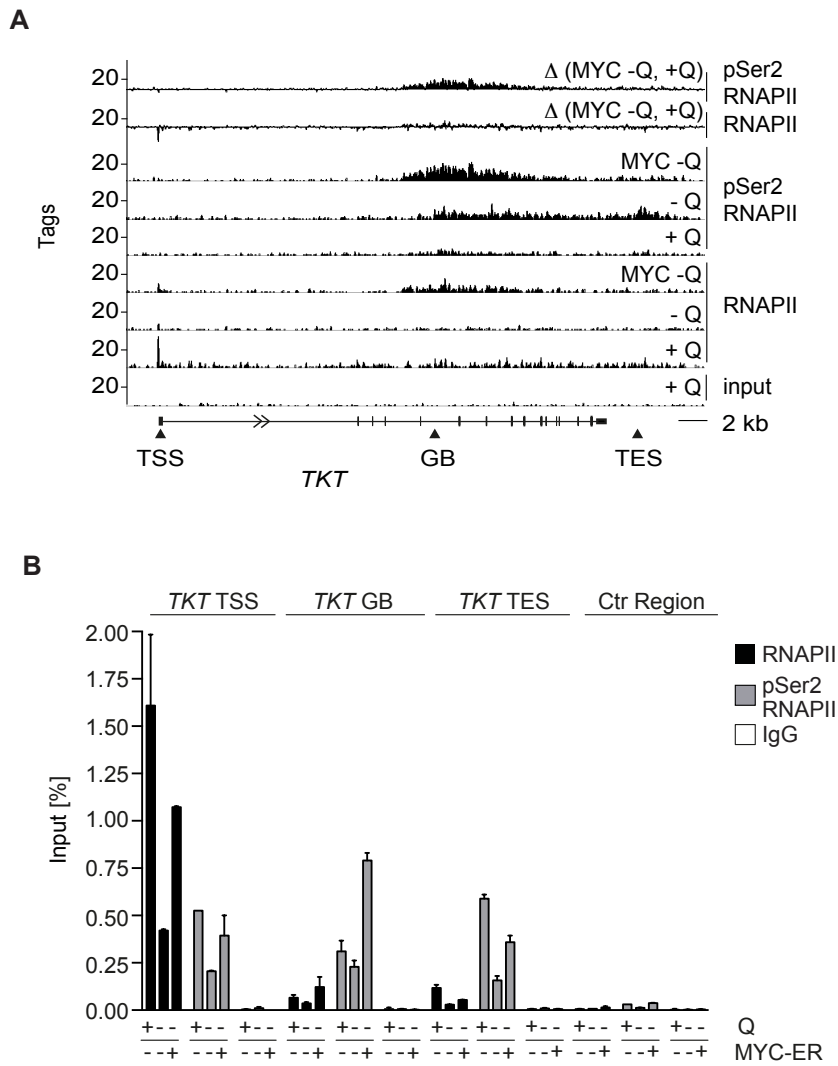 A
Tags
20 Δ (MYC -Q, +Q) pSer2 RNAPII
20 Δ (MYC -Q, +Q) RNAPII
20 MYC -Q
20 - Q pSer2 RNAPII
20 + Q
20 MYC -Q
20 - Q RNAPII
20 + Q
20 + Q input
2 kb
TSS GB TES
TKT
B
TKT TSS TKT GB TKT TES Ctr Region
RNAPII
pSer2
RNAPII
IgG
Input [%]
2.00
1.75
1.50
1.25
1.00
0.75
0.50
0.25
0.00
+ - - + - - + - - + - - + - - + - - + - - + - - + - - + - - + - - + - - Q
- - + - - + - - + - - + - - + - - + - - + - - + - - + - - + - - + - - + MYC-ER